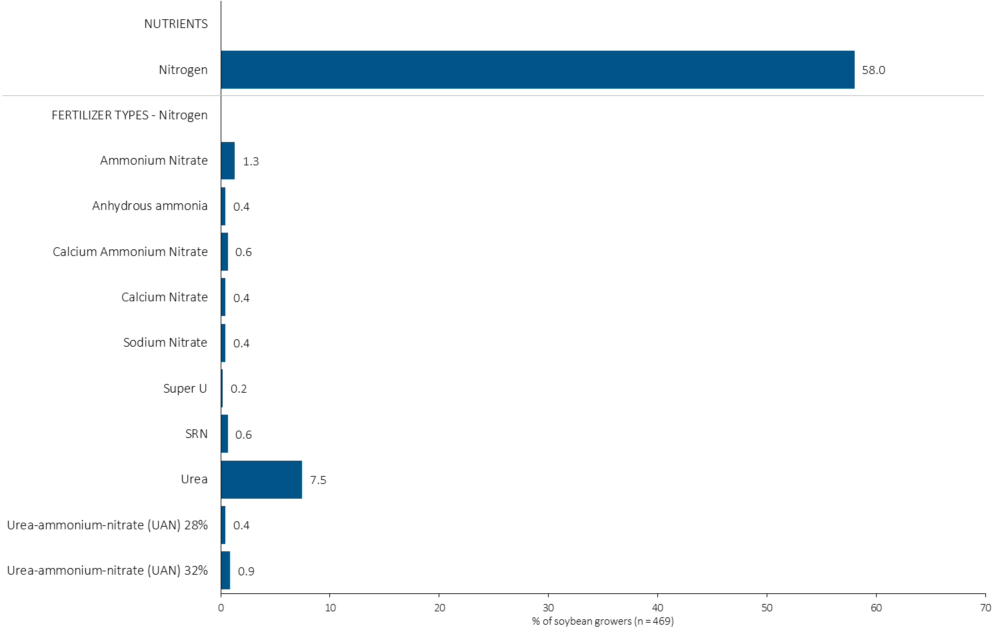 NUTRIENTS
Nitrogen 58.0
FERTILIZER TYPES - Nitrogen
Ammonium Nitrate 1.3
Anhydrous ammonia 0.4
Calcium Ammonium Nitrate 0.6
Calcium Nitrate 0.4
Sodium Nitrate 0.4
Super U 0.2
SRN 0.6
Urea 7.5
Urea-ammonium-nitrate (UAN) 28% 0.4
Urea-ammonium-nitrate (UAN) 32% 0.9
0 10 20 30 40 50 60 70
% of soybean growers (n = 469)